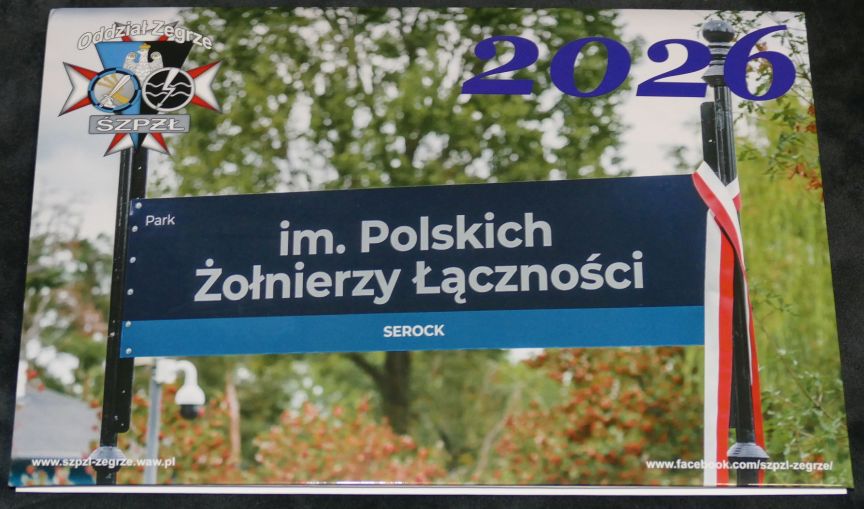 Oddział Zegrze
ŚZPZŁ
2026
Park
im. Polskich
Żołnierzy Łączności
SEROCK
www.szpzl-zegrze.waw.pl
www.facebook.com/szpzl-zegrze/